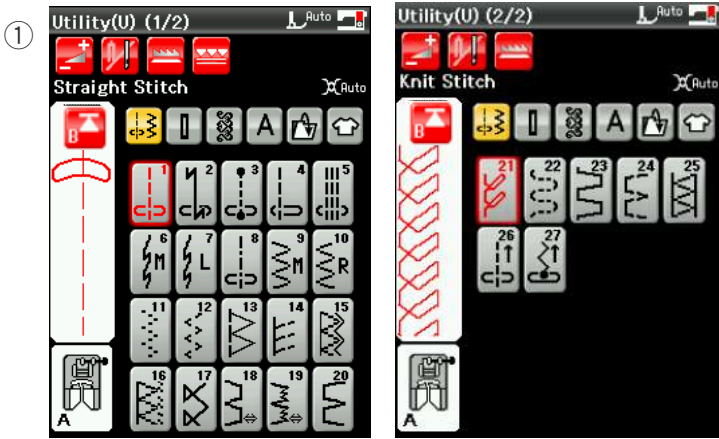 ①
Utility(U) (1/2) Auto
Straight Stitch Auto
B
A
1 2 3 4 5
6 M 7 L 8 9 M 10 R
11 12 13 14 15
16 17 18 19 20
A
Utility(U) (2/2) Auto
Knit Stitch Auto
B
A
21 22 23 24 25
26 27
A